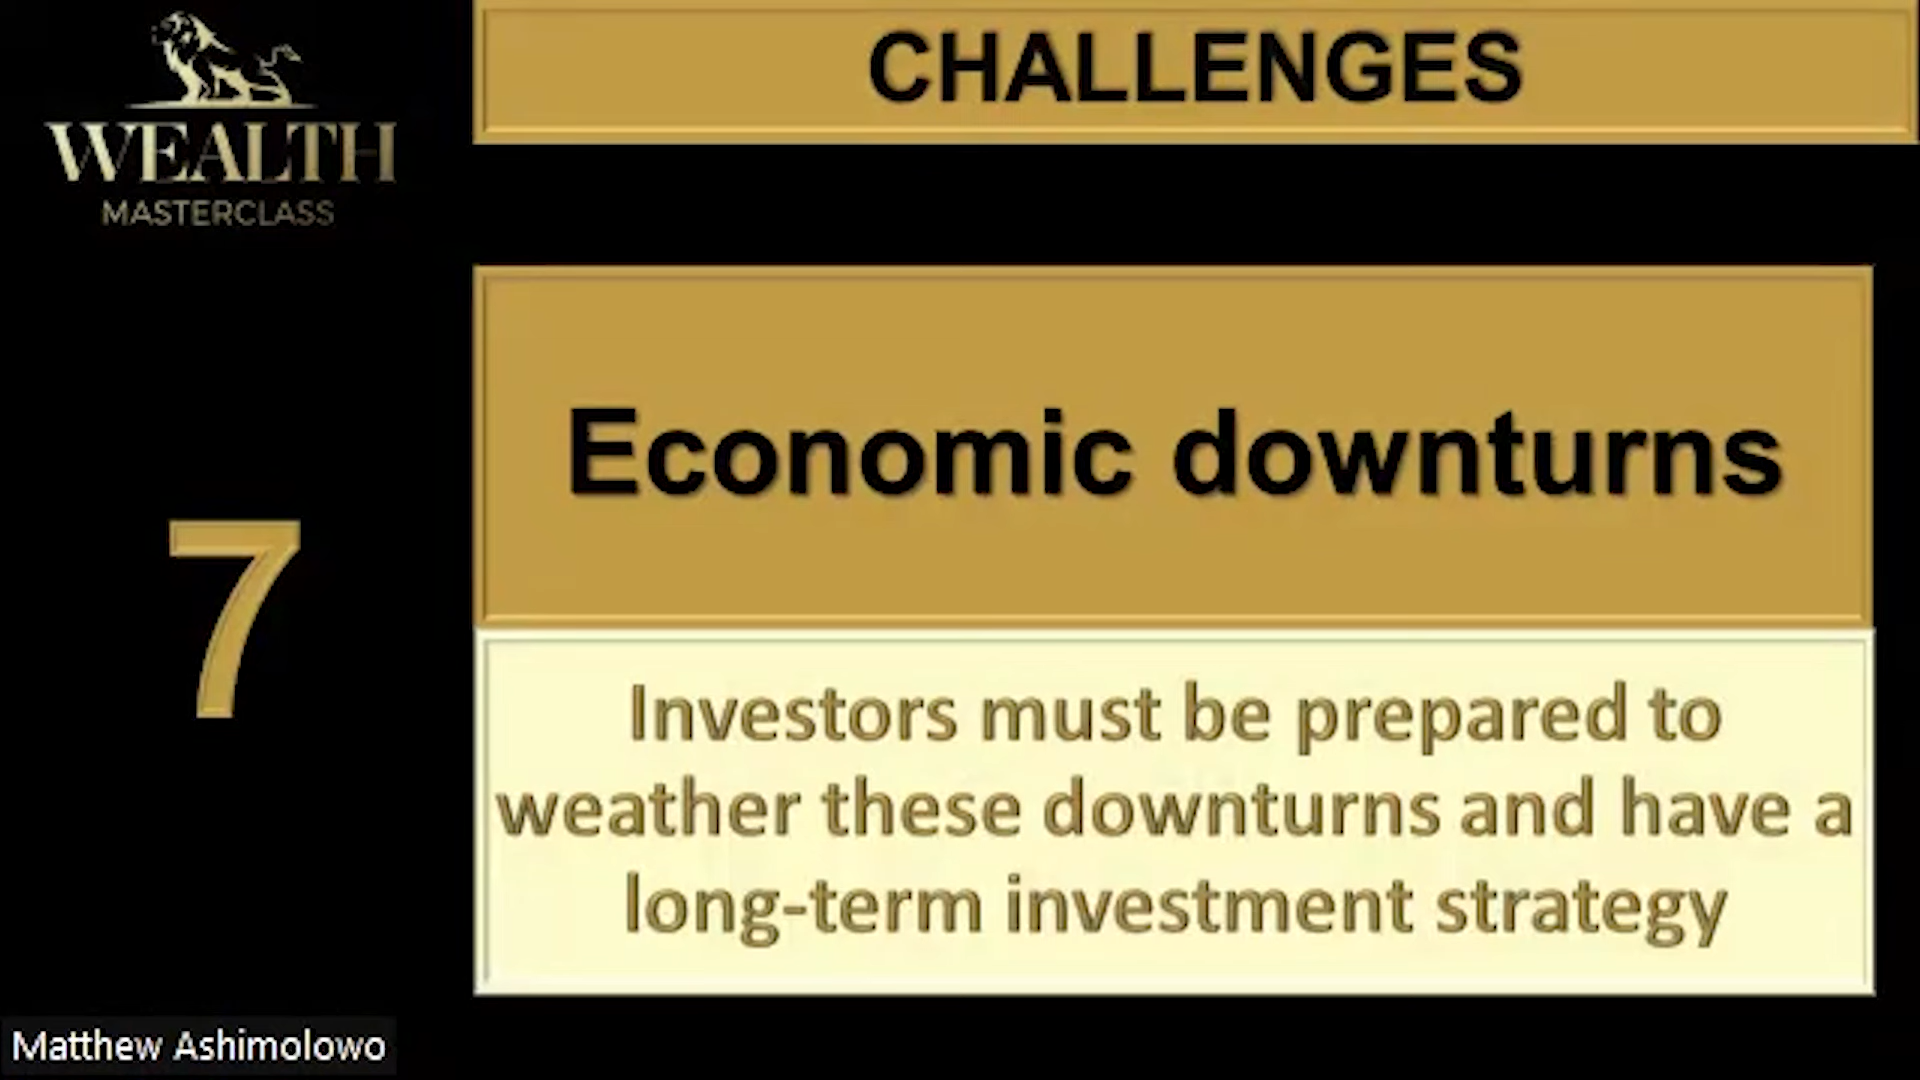 WEALTH
MASTERCLASS
CHALLENGES
7
Economic downturns
Investors must be prepared to
weather these downturns and have a
long-term investment strategy
Matthew Ashimolowo